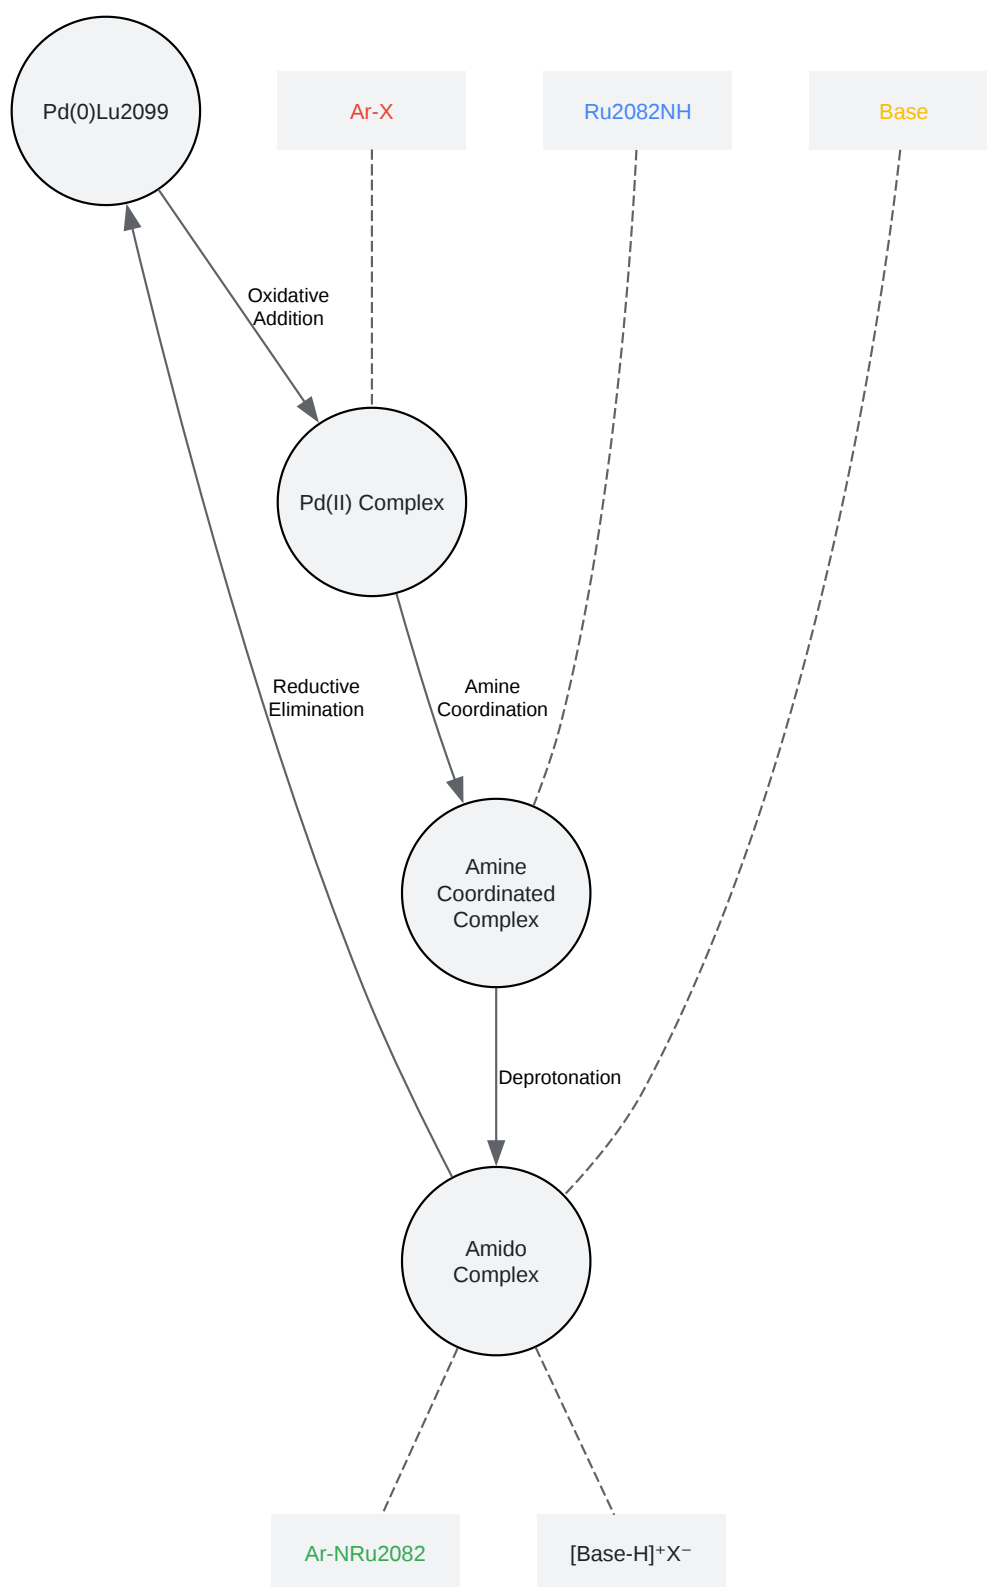 Pd(0)Lu2099
Ar-X
Ru2082NH
Base
Oxidative
Addition
Pd(II) Complex
Reductive
Elimination
Amine
Coordination
Amine
Coordinated
Complex
Deprotonation
Amido
Complex
Ar-NRu2082
[Base-H]⁺X⁻